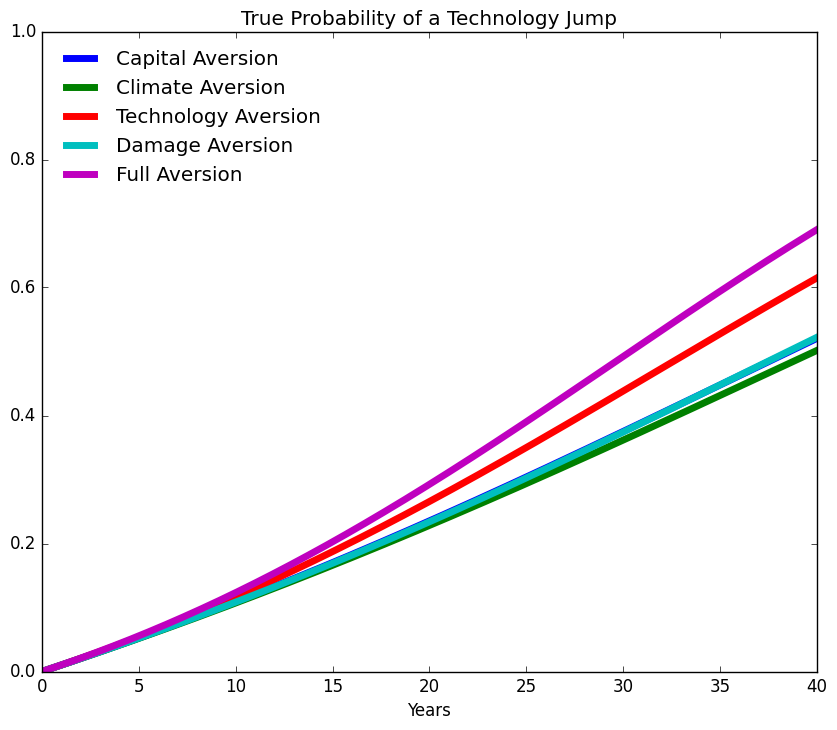 True Probability of a Technology Jump
1.0
Capital Aversion
Climate Aversion
Technology Aversion
Damage Aversion
Full Aversion
0.8
0.6
0.4
0.2
0.0
0 5 10 15 20 25 30 35 40
Years